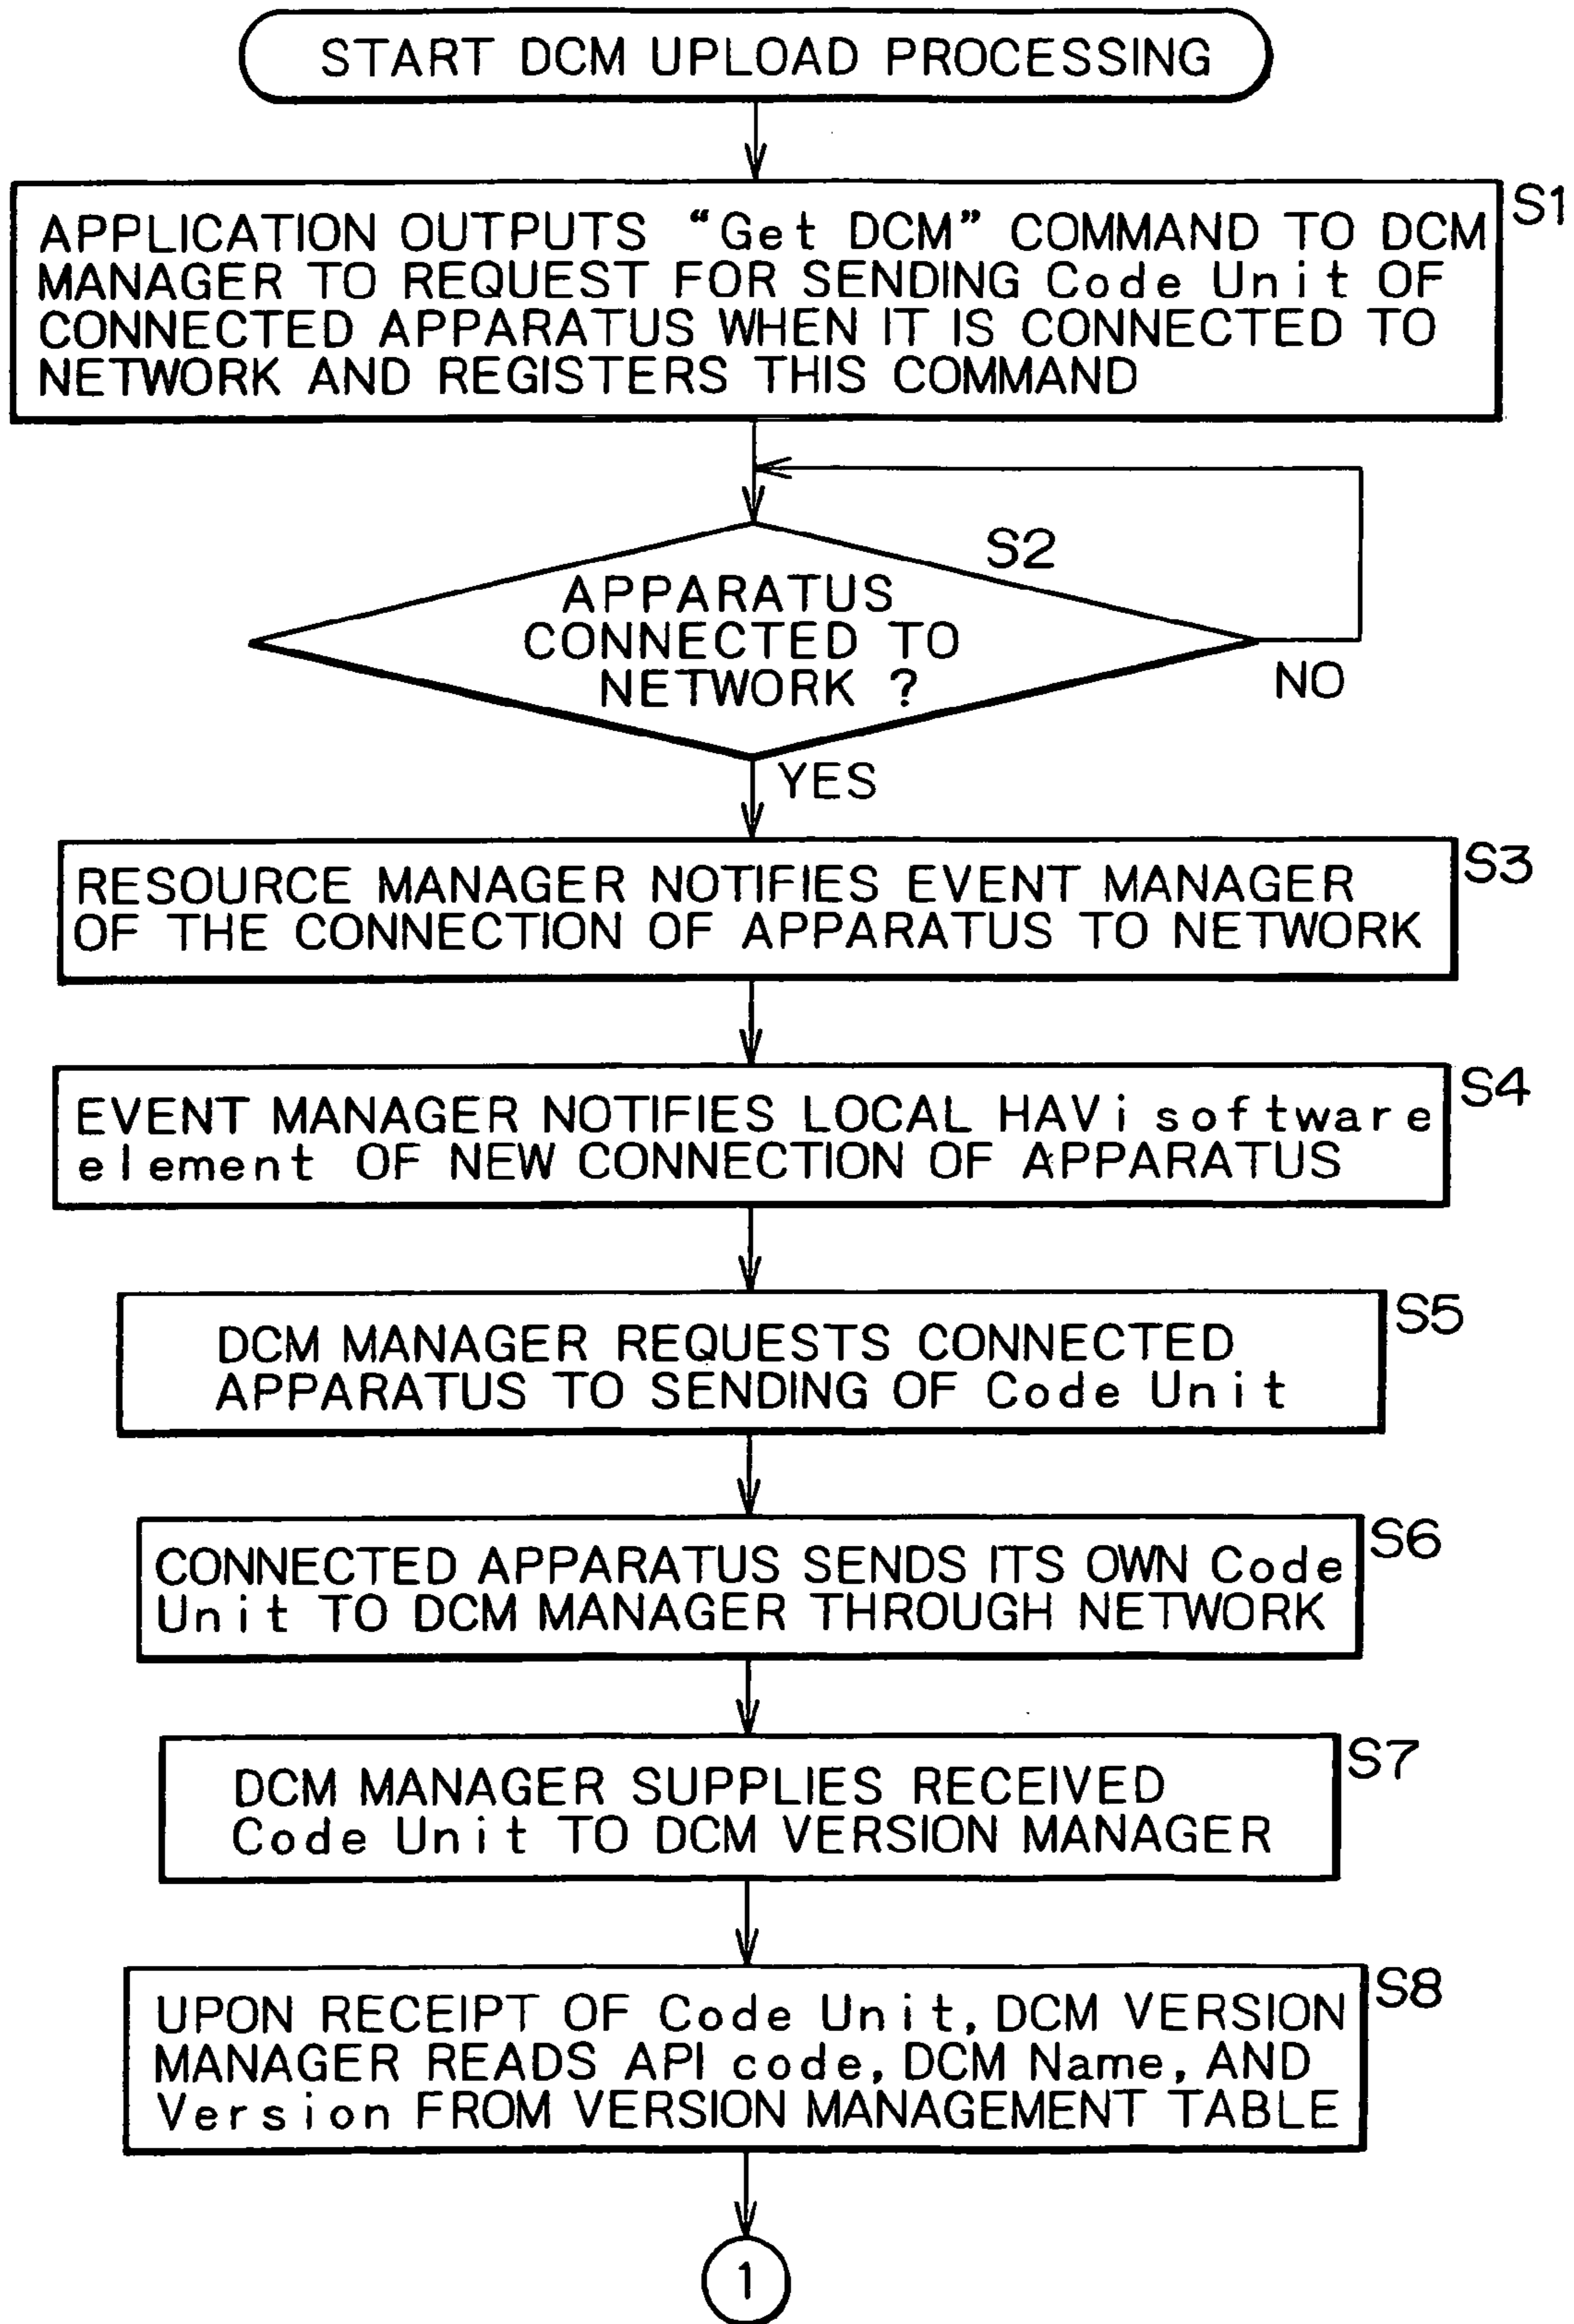 START DCM UPLOAD PROCESSING
S1
APPLICATION OUTPUTS “Get DCM” COMMAND TO DCM
MANAGER TO REQUEST FOR SENDING Code Unit OF
CONNECTED APPARATUS WHEN IT IS CONNECTED TO
NETWORK AND REGISTERS THIS COMMAND
S2
APPARATUS
CONNECTED TO
NETWORK ?
NO
YES
S3
RESOURCE MANAGER NOTIFIES EVENT MANAGER
OF THE CONNECTION OF APPARATUS TO NETWORK
S4
EVENT MANAGER NOTIFIES LOCAL HAVi software
element OF NEW CONNECTION OF APPARATUS
S5
DCM MANAGER REQUESTS CONNECTED
APPARATUS TO SENDING OF Code Unit
S6
CONNECTED APPARATUS SENDS ITS OWN Code
Unit TO DCM MANAGER THROUGH NETWORK
S7
DCM MANAGER SUPPLIES RECEIVED
Code Unit TO DCM VERSION MANAGER
S8
UPON RECEIPT OF Code Unit, DCM VERSION
MANAGER READS API code, DCM Name, AND
Version FROM VERSION MANAGEMENT TABLE
1